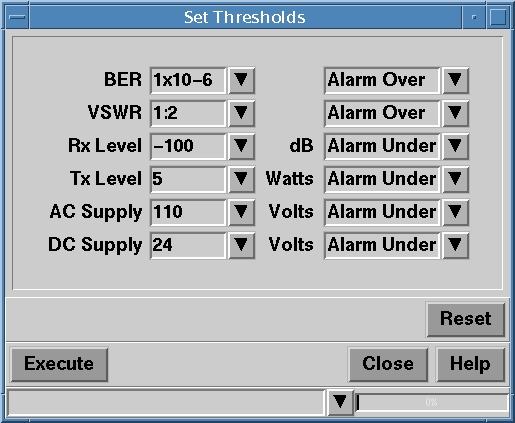 Set Thresholds
BER 1x10-6 Alarm Over
VSWR 1:2 Alarm Over
Rx Level -100 dB Alarm Under
Tx Level 5 Watts Alarm Under
AC Supply 110 Volts Alarm Under
DC Supply 24 Volts Alarm Under
Reset
Execute Close Help
0%